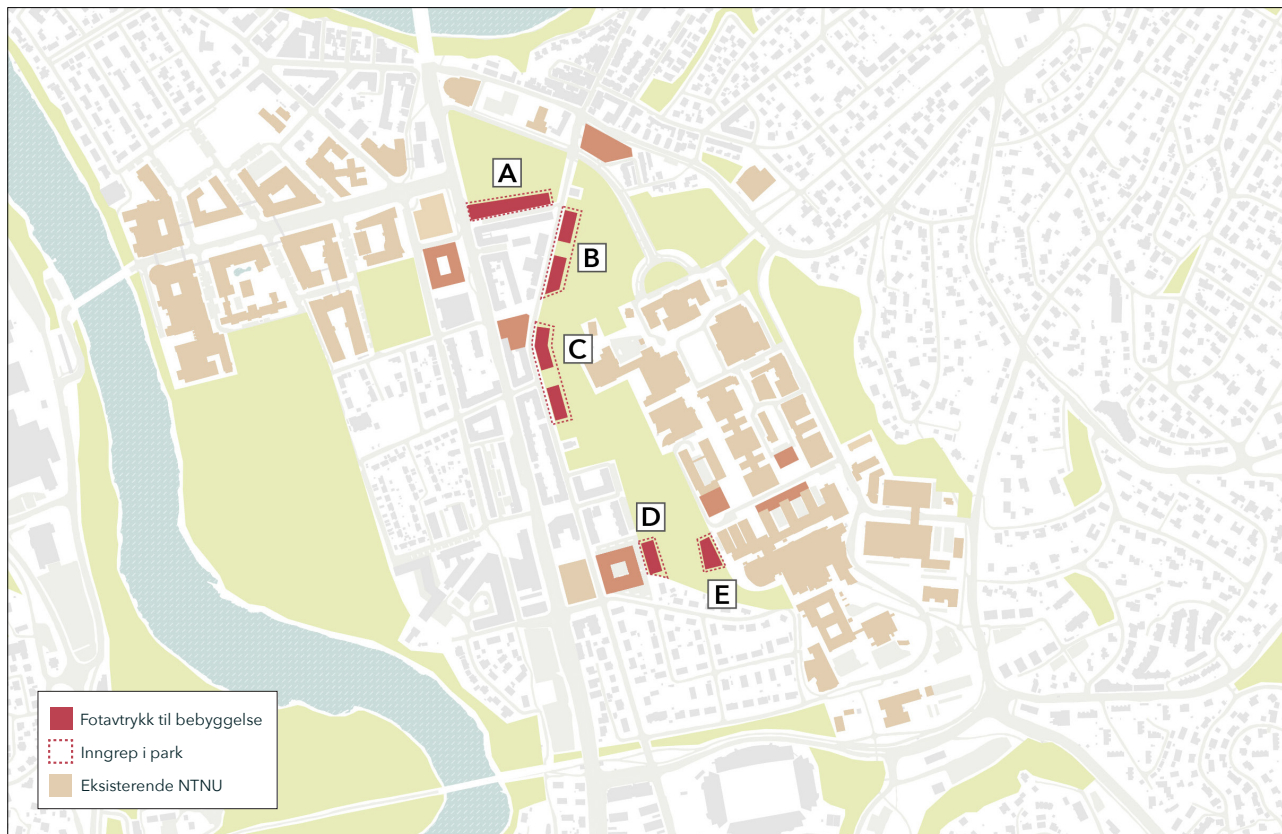 A
B
C
D
E
Fotavtrykk til bebyggelse
Inngrep i park
Eksisterende NTNU